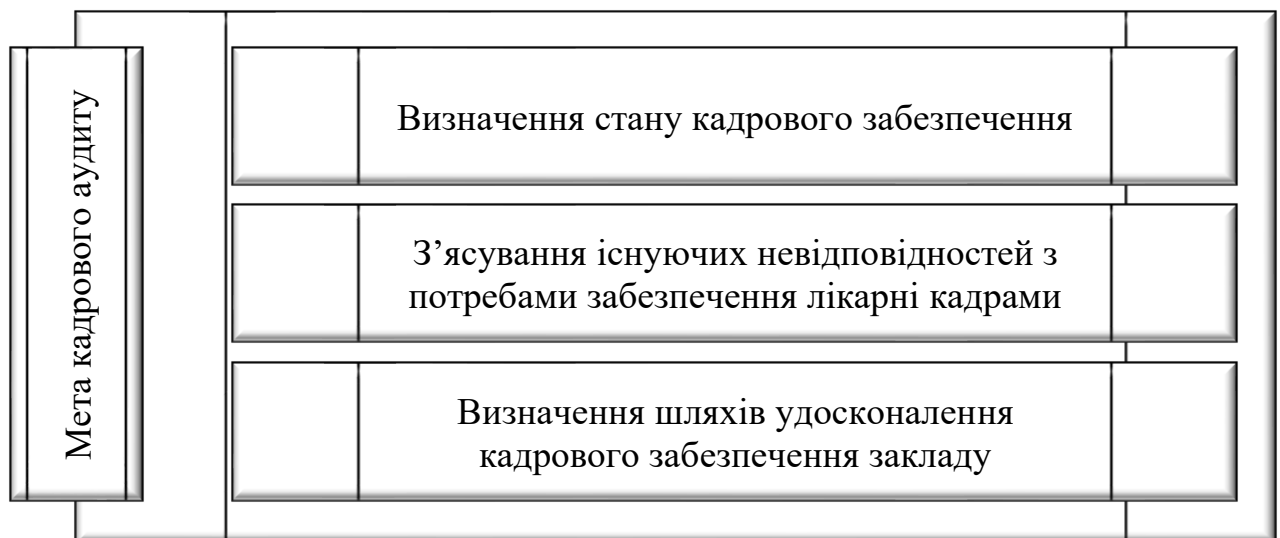 Мета кадрового аудиту
Визначення стану кадрового забезпечення
З’ясування існуючих невідповідностей з
потребами забезпечення лікарні кадрами
Визначення шляхів удосконалення
кадрового забезпечення закладу